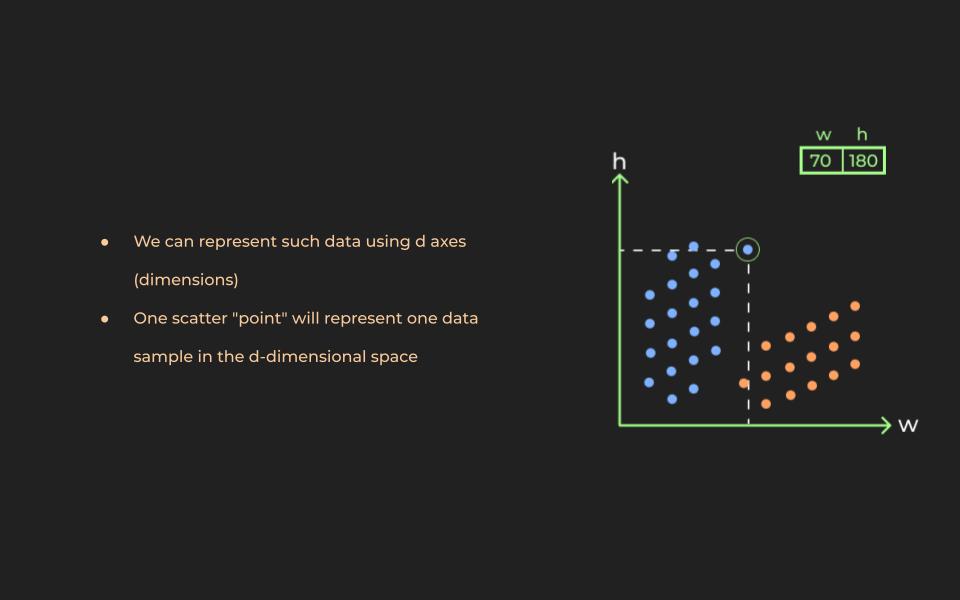 ● We can represent such data using d axes
(dimensions)
● One scatter "point" will represent one data
sample in the d-dimensional space
w h
70 180
h
w